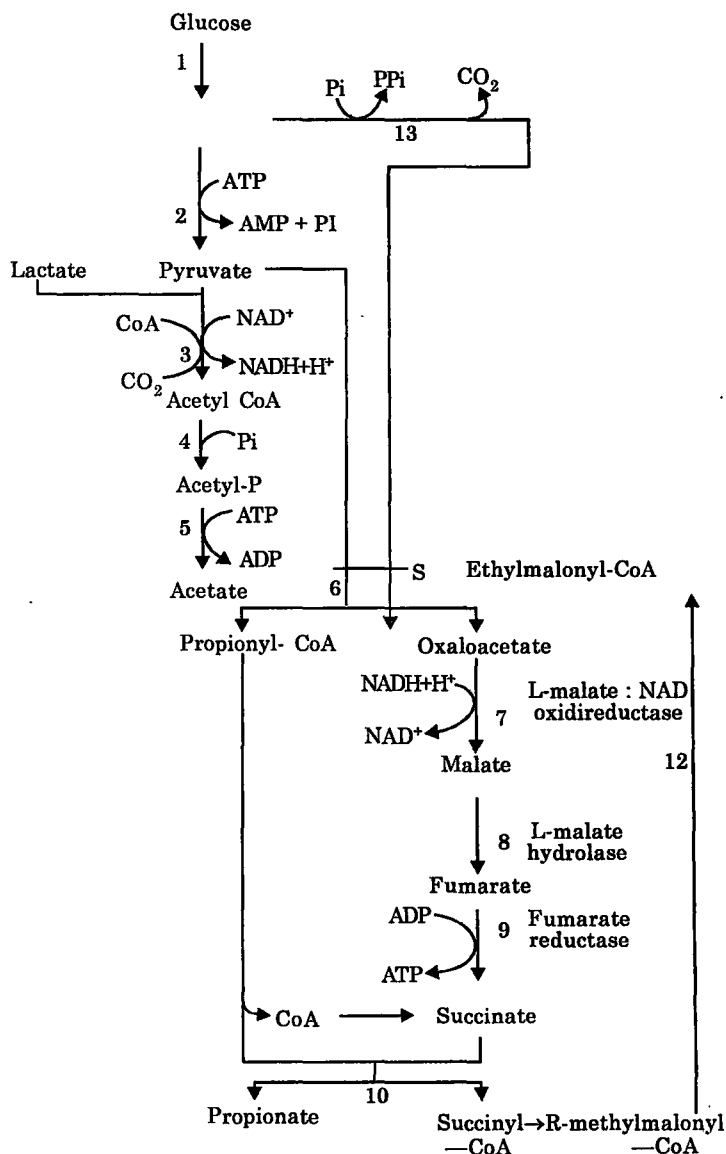 Glucose
1
Pi
PPi
CO2
13
ATP
2
AMP + PI
Lactate
Pyruvate
CoA
NAD+
3
NADH+H+
CO2
Acetyl CoA
4
Pi
Acetyl-P
5
ATP
ADP
Acetate
6
S
Ethylmalonyl-CoA
Propionyl- CoA
Oxaloacetate
NADH+H+
7
L-malate : NAD
oxidireductase
NAD+
Malate
12
8
L-malate
hydrolase
Fumarate
ADP
9
Fumarate
reductase
ATP
CoA
Succinate
10
Propionate
Succinyl→R-methylmalonyl
—CoA
—CoA